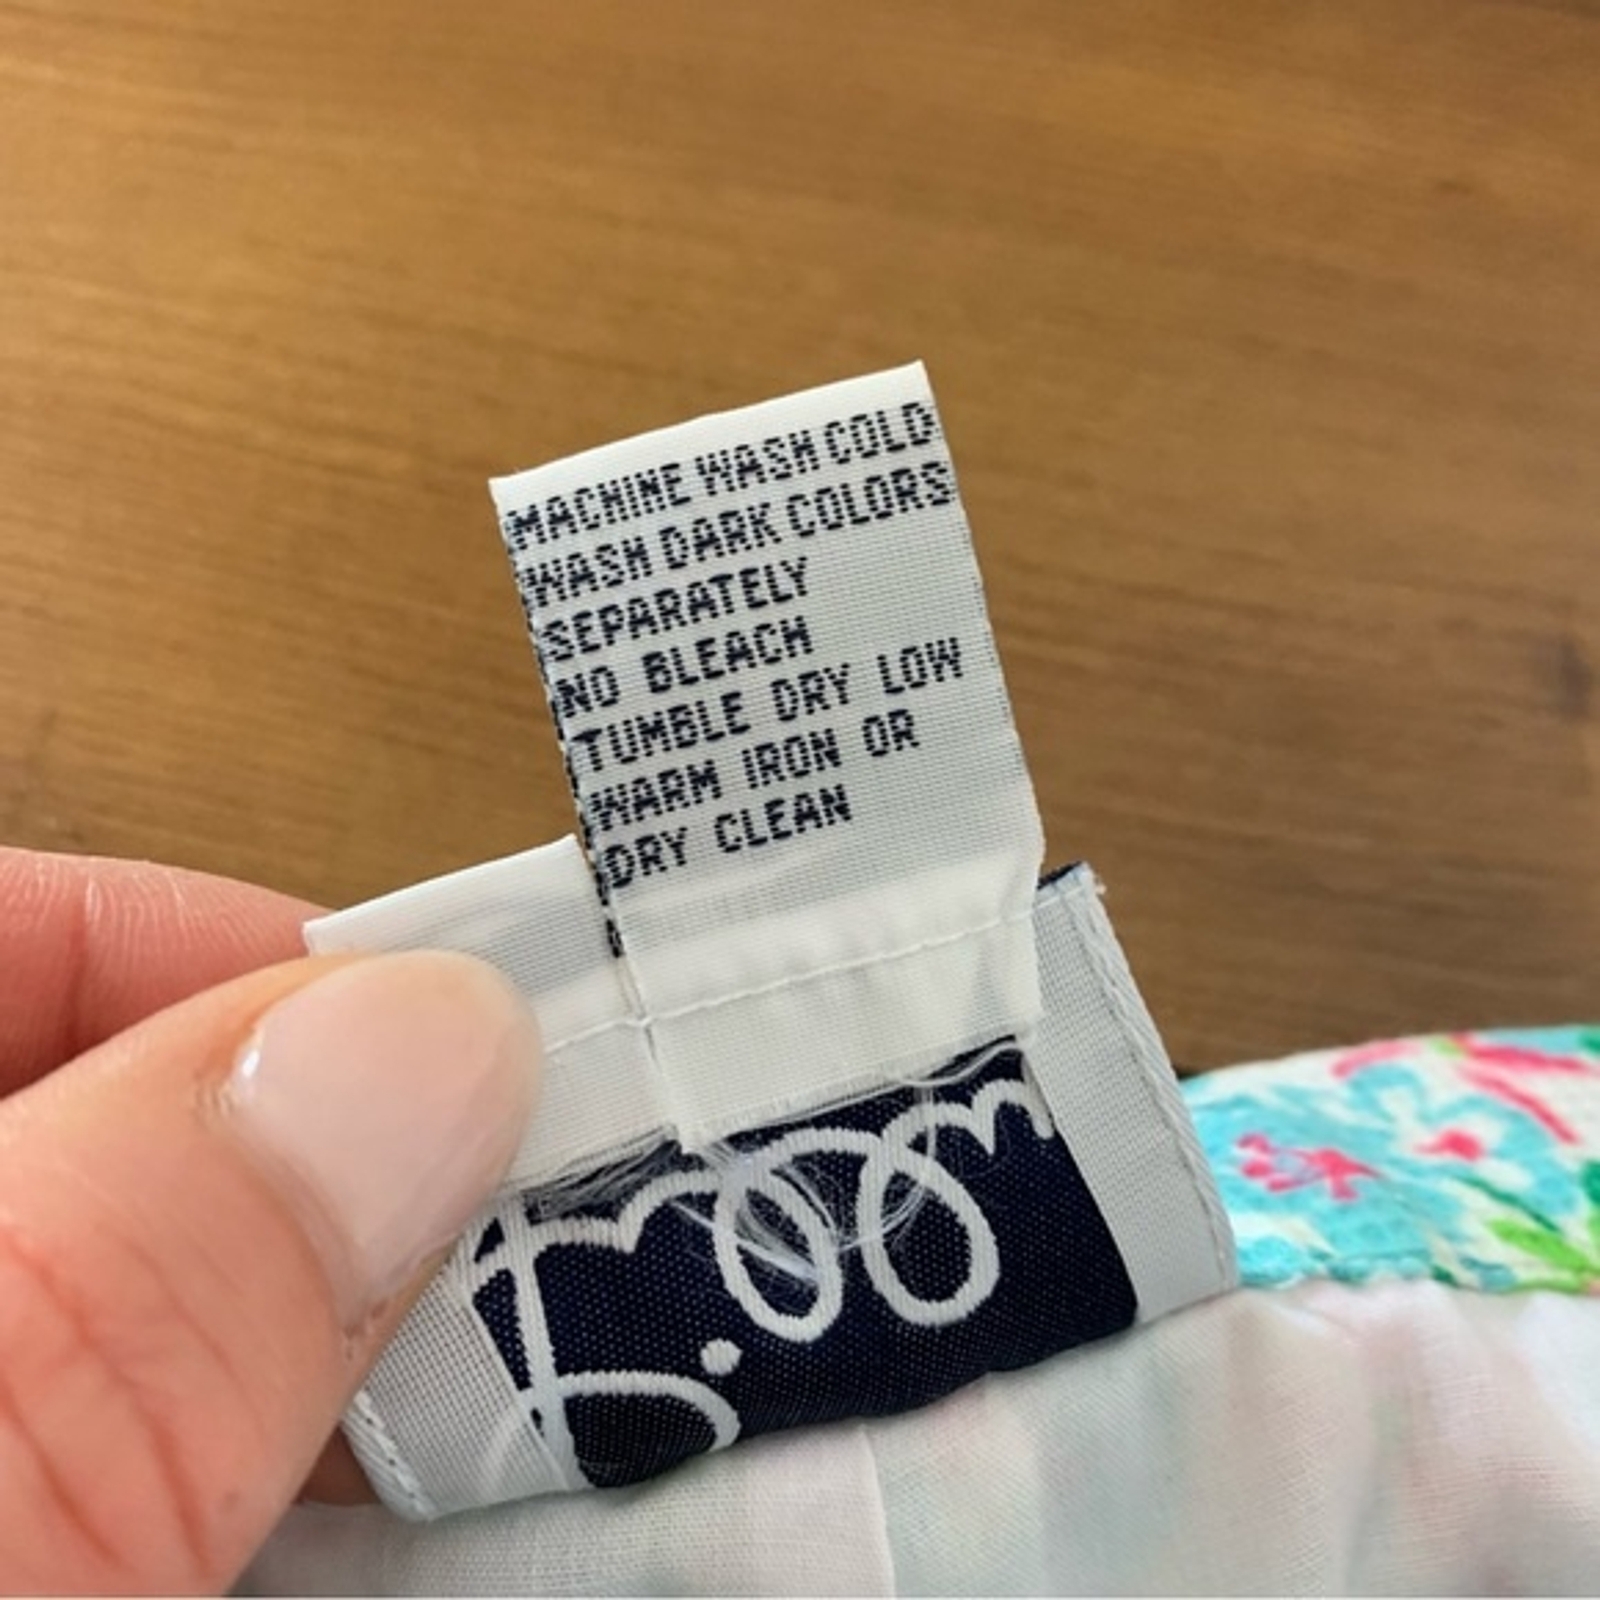 MACHINE WASH COLD
WASH DARK COLORS
SEPARATELY
NO BLEACH
TUMBLE DRY LOW
WARM IRON OR
DRY CLEAN